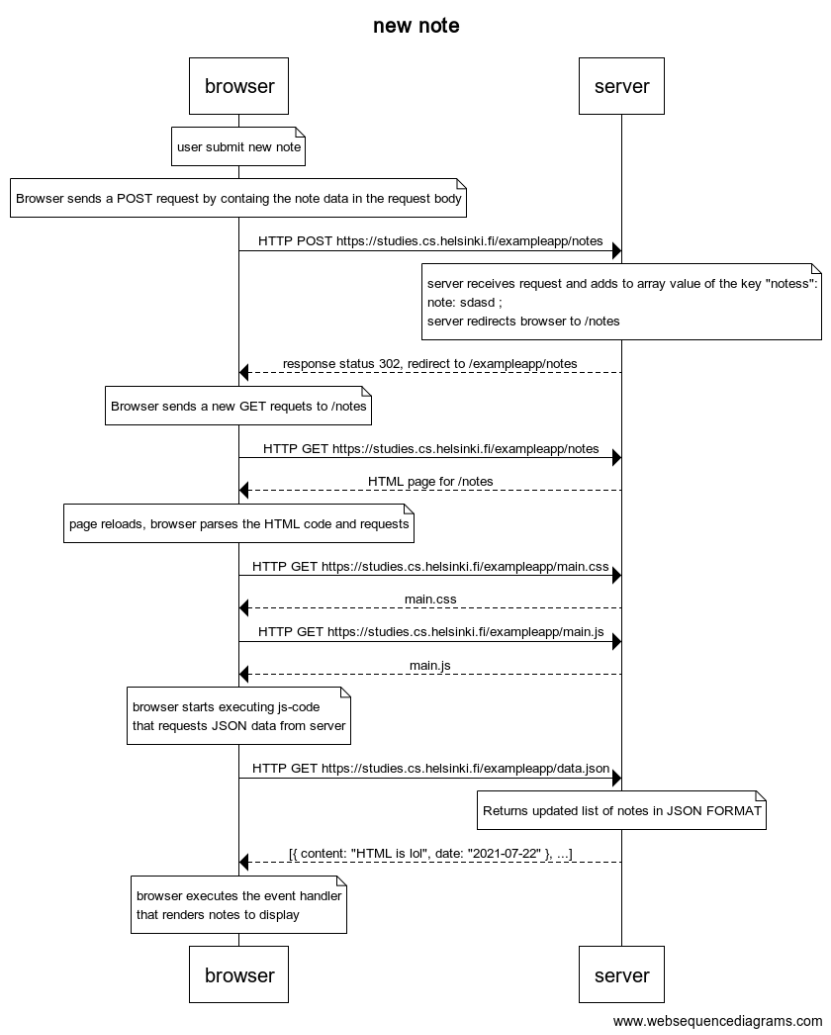 new note
browser
server
user submit new note
Browser sends a POST request by containg the note data in the request body
HTTP POST https://studies.cs.helsinki.fi/exampleapp/notes
server receives request and adds to array value of the key "notess":
note: sdasd ;
server redirects browser to /notes
response status 302, redirect to /exampleapp/notes
Browser sends a new GET requets to /notes
HTTP GET https://studies.cs.helsinki.fi/exampleapp/notes
HTML page for /notes
page reloads, browser parses the HTML code and requests
HTTP GET https://studies.cs.helsinki.fi/exampleapp/main.css
main.css
HTTP GET https://studies.cs.helsinki.fi/exampleapp/main.js
main.js
browser starts executing js-code
that requests JSON data from server
HTTP GET https://studies.cs.helsinki.fi/exampleapp/data.json
Returns updated list of notes in JSON FORMAT
[{ content: "HTML is lol", date: "2021-07-22" }, ...]
browser executes the event handler
that renders notes to display
browser
server
www.websequencediagrams.com